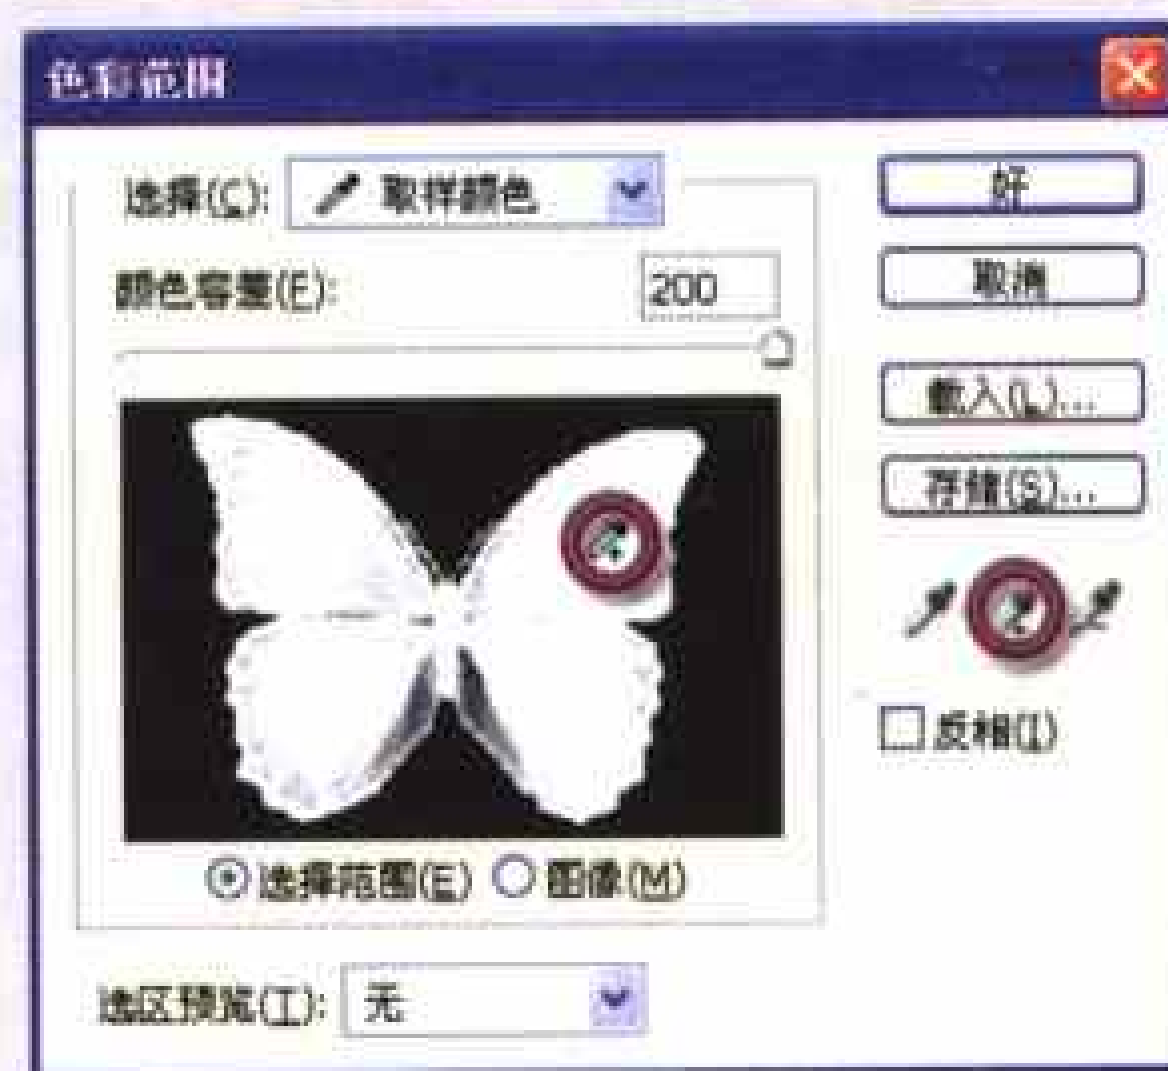 色彩范围
选择(C): 取样颜色
好
颜色容差(F): 200
取消
载入(L)...
存储(S)...
反相(I)
选择范围(E) 图像(M)
选区预览(T): 无